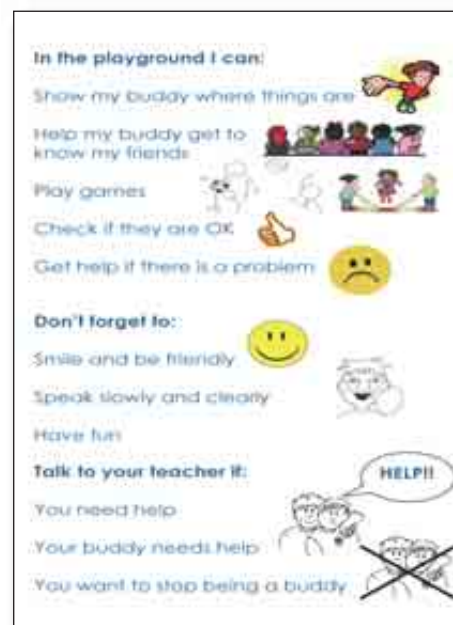 In the playground I can:
Show my buddy where things are
Help my buddy get to
know my friends
Play games
Check if they are OK
Get help if there is a problem
Don't forget to:
Smile and be friendly
Speak slowly and clearly
Have fun
Talk to your teacher if:
HELP!!
You need help
Your buddy needs help
You want to stop being a buddy